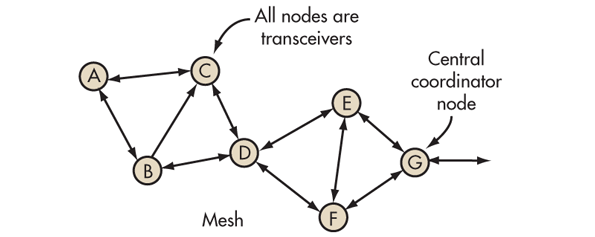 All nodes are
transceivers
Central
coordinator
node
A
C
B
D
E
F
G
Mesh